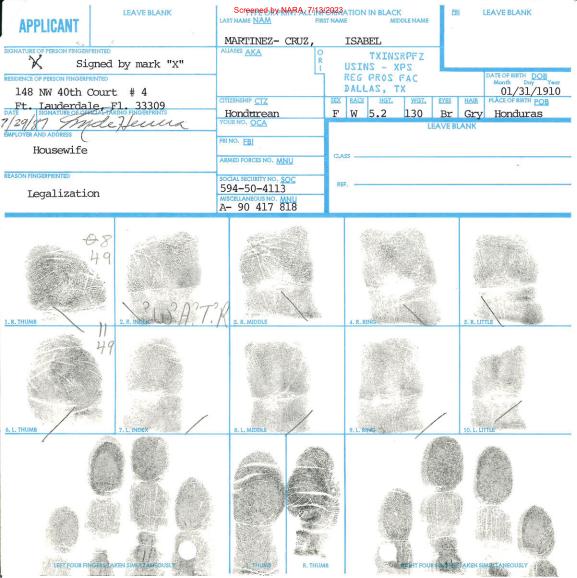 Screened by NARA, 7/13/2023
APPLICANT
LEAVE BLANK
TYPE OR PRINT ALL INFORMATION IN BLACK
LAST NAME NAM FIRST NAME MIDDLE NAME
FBI LEAVE BLANK
MARTINEZ- CRUZ, ISABEL
SIGNATURE OF PERSON FINGERPRINTED
X Signed by mark "X"
ALIASES AKA
ORI
TXINSRPFZ
USINS - XPS
REG PROS FAC
DALLAS, TX
RESIDENCE OF PERSON FINGERPRINTED
148 NW 40th Court # 4
Ft. Lauderdale, Fl. 33309
DATE OF BIRTH DOB
Month Day Year
01/31/1910
CITIZENSHIP CTZ
Hondurean
SEX RACE HGT. WGT. EYES HAIR PLACE OF BIRTH POB
F W 5.2 130 Br Gry Honduras
DATE SIGNATURE OF OFFICIAL TAKING FINGERPRINTS
7/29/87
YOUR NO. OCA
LEAVE BLANK
EMPLOYER AND ADDRESS
Housewife
FBI NO. FBI
ARMED FORCES NO. MNU
CLASS
REF.
REASON FINGERPRINTED
Legalization
SOCIAL SECURITY NO. SOC
594-50-4113
MISCELLANEOUS NO. MNU
A- 90 417 818
8
49
?W?A?T?R
1. R. THUMB
2. R. INDEX
3. R. MIDDLE
4. R. RING
5. R. LITTLE
11
49
6. L. THUMB
7. L. INDEX
8. L. MIDDLE
9. L. RING
10. L. LITTLE
LEFT FOUR FINGERS TAKEN SIMULTANEOUSLY
L. THUMB
R. THUMB
RIGHT FOUR FINGERS TAKEN SIMULTANEOUSLY